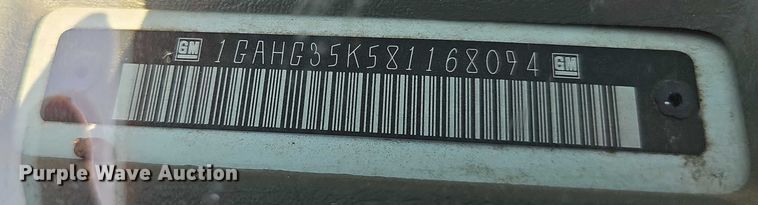 GM 1GAHG35K581168094 GM
Purple Wave Auction